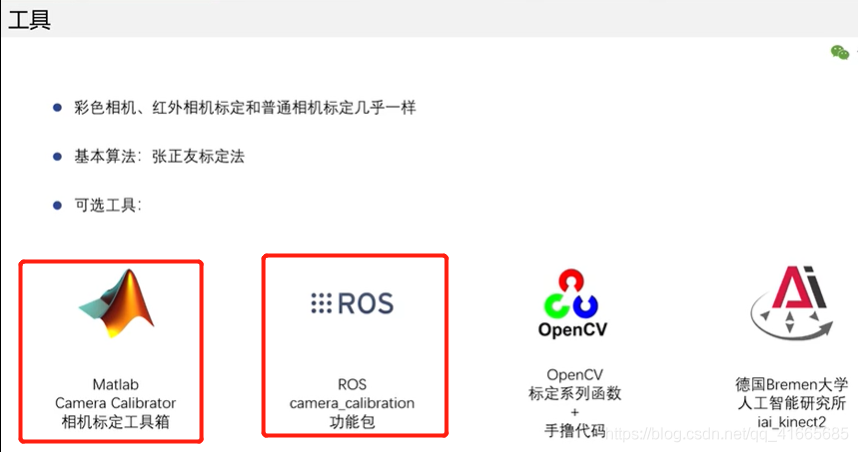 工具
彩色相机、红外相机标定和普通相机标定几乎一样
基本算法：张正友标定法
可选工具：
ROS
OpenCV
Ai
Matlab
Camera Calibrator
相机标定工具箱
ROS
camera_calibration
功能包
OpenCV
标定系列函数
+
手撸代码
德国Bremen大学
人工智能研究所
iai_kinect2
https://blog.csdn.net/qq_41665685